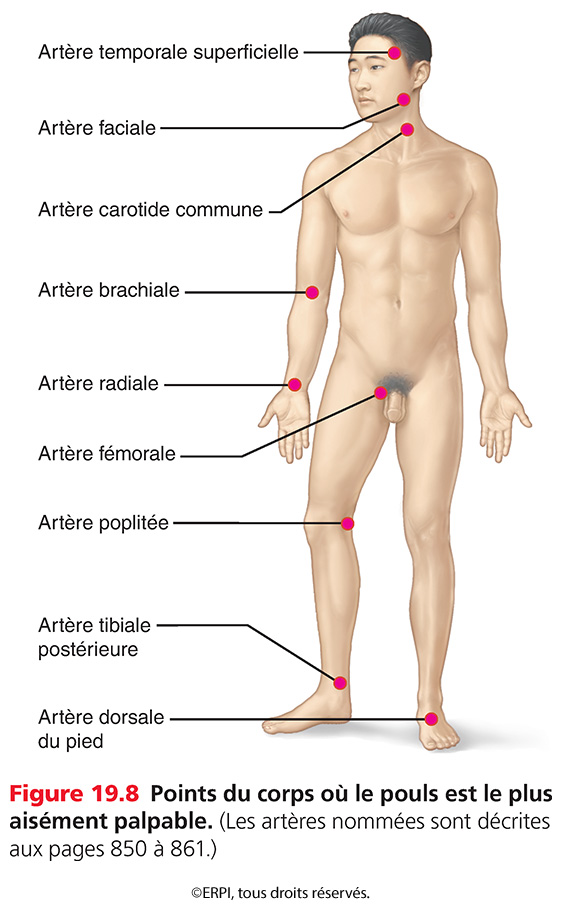 Artère temporale superficielle
Artère faciale
Artère carotide commune
Artère brachiale
Artère radiale
Artère fémorale
Artère poplitée
Artère tibiale
postérieure
Artère dorsale
du pied
Figure 19.8 Points du corps où le pouls est le plus
aisément palpable. (Les artères nommées sont décrites
aux pages 850 à 861.)
©ERPI, tous droits réservés.